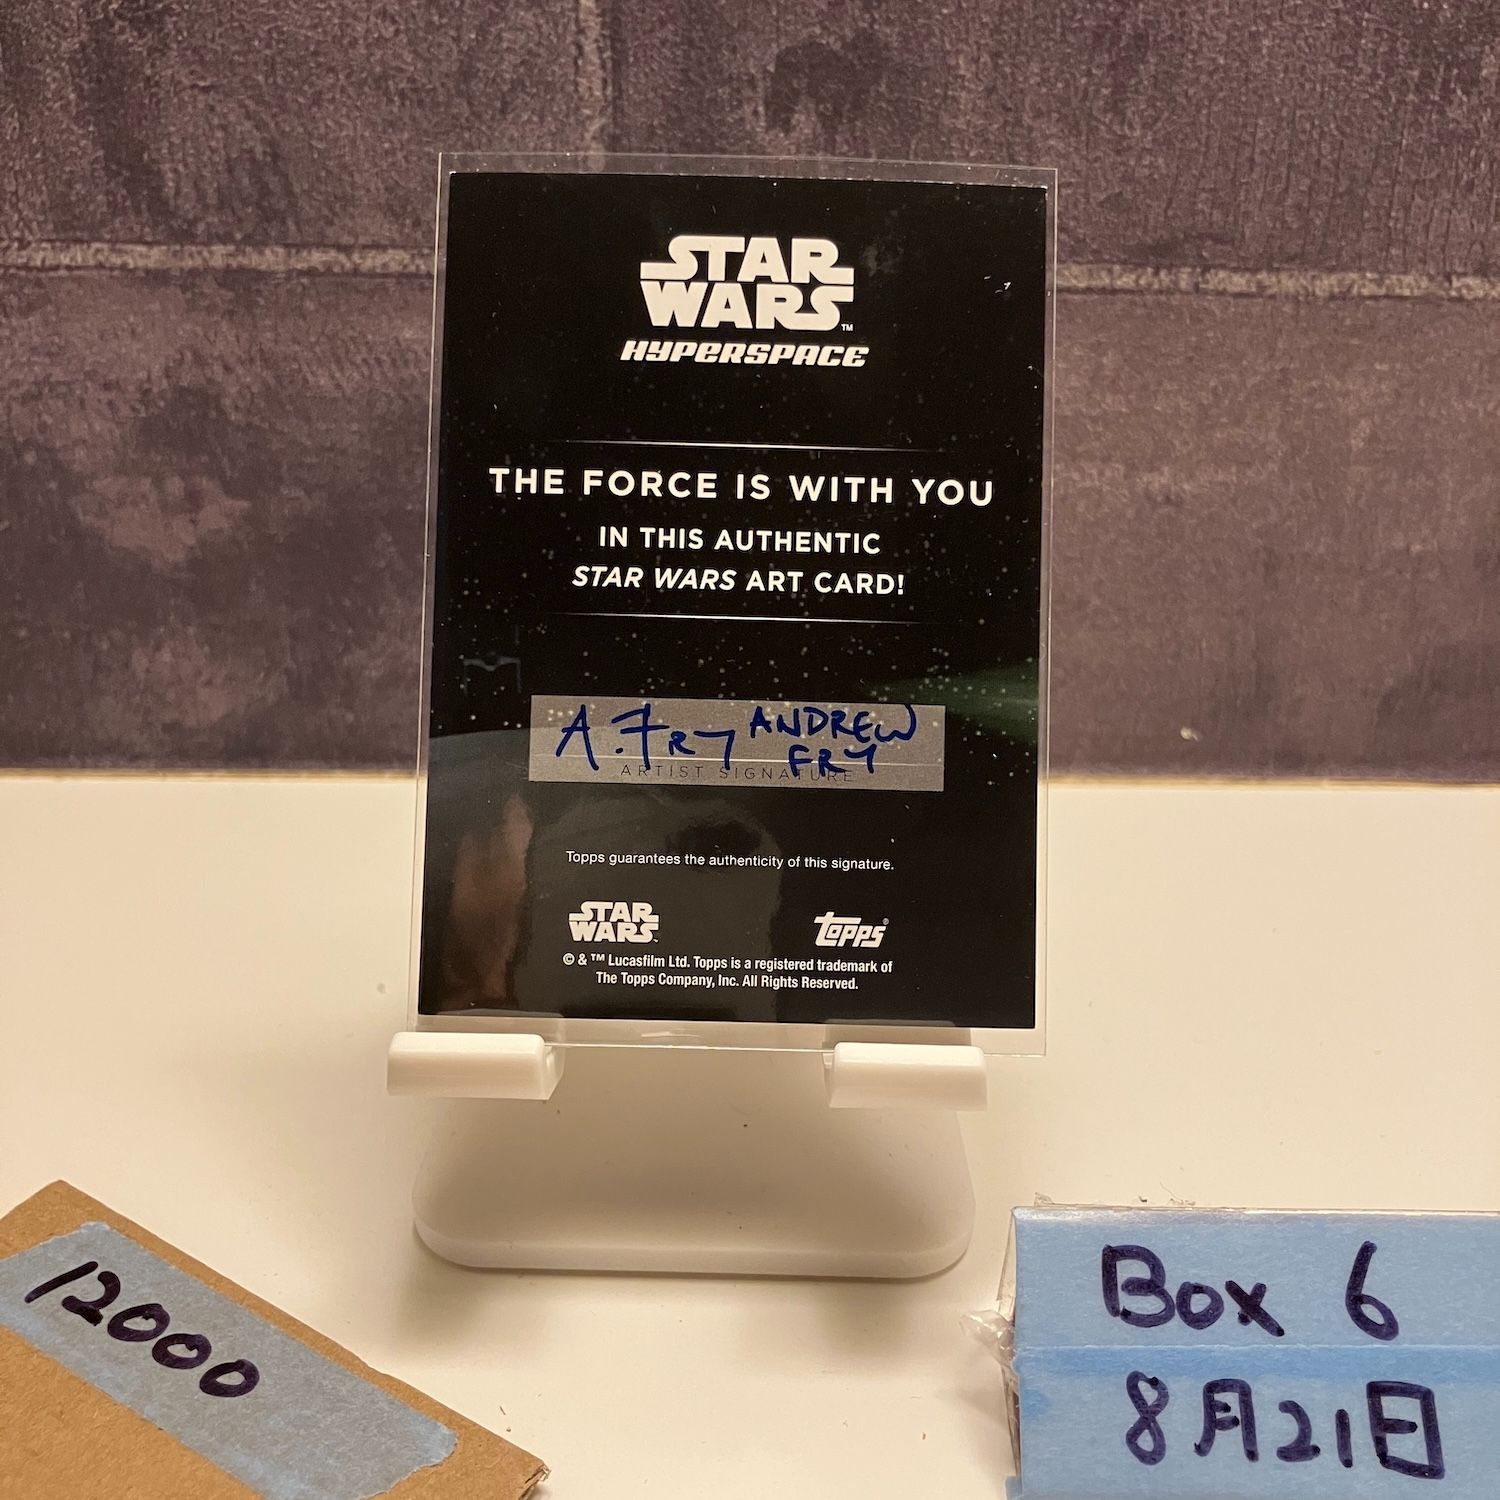 STAR
WARS™
HYPERSPACE
THE FORCE IS WITH YOU
IN THIS AUTHENTIC
STAR WARS ART CARD!
A. FRY ANDREW
FRY
ARTIST SIGNATURE
Topps guarantees the authenticity of this signature.
STAR
WARS
topps®
© & ™ Lucasfilm Ltd. Topps is a registered trademark of
The Topps Company, Inc. All Rights Reserved.
12000
Box 6
8月21日